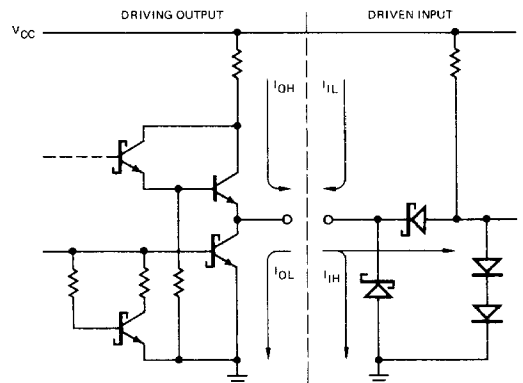 DRIVING OUTPUT
DRIVEN INPUT
VCC
IOH
IIL
IOL
IIH